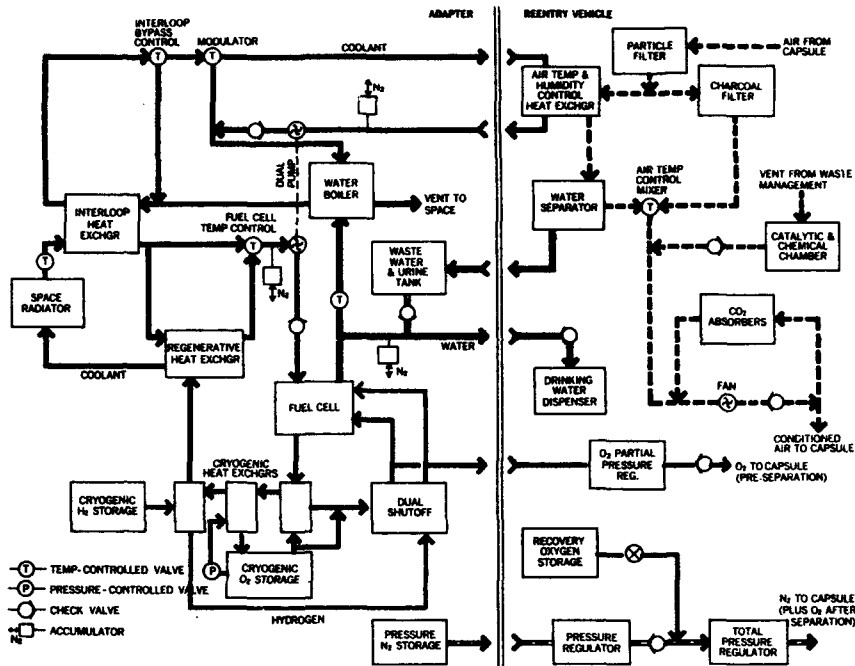 INTERLOOP
BYPASS
CONTROL
MODULATOR
COOLANT
ADAPTER
REENTRY VEHICLE
PARTICLE
FILTER
AIR FROM
CAPSULE
N₂
AIR TEMP &
HUMIDITY
CONTROL
HEAT EXCHGR
CHARCOAL
FILTER
DUAL
PUMP
WATER
BOILER
VENT TO
SPACE
AIR TEMP
CONTROL
MIXER
VENT FROM WASTE
MANAGEMENT
INTERLOOP
HEAT
EXCHGR
FUEL CELL
TEMP CONTROL
WATER
SEPARATOR
CATALYTIC &
CHEMICAL
CHAMBER
WASTE
WATER
& URINE
TANK
N₂
SPACE
RADIATOR
REGENERATIVE
HEAT EXCHGR
COOLANT
WATER
N₂
CO₂
ABSORBERS
FUEL CELL
DRINKING
WATER
DISPENSER
FAN
CONDITIONED
AIR TO CAPSULE
CRYOGENIC
HEAT EXCHGRS
O₂ PARTIAL
PRESSURE
REG.
O₂ TO CAPSULE
(PRE-SEPARATION)
CRYOGENIC
H₂ STORAGE
DUAL
SHUTOFF
CRYOGENIC
O₂ STORAGE
RECOVERY
OXYGEN
STORAGE
HYDROGEN
T TEMP-CONTROLLED VALVE
P PRESSURE-CONTROLLED VALVE
CHECK VALVE
N₂ ACCUMULATOR
PRESSURE
N₂ STORAGE
PRESSURE
REGULATOR
TOTAL
PRESSURE
REGULATOR
N₂ TO CAPSULE
(PLUS O₂ AFTER
SEPARATION)